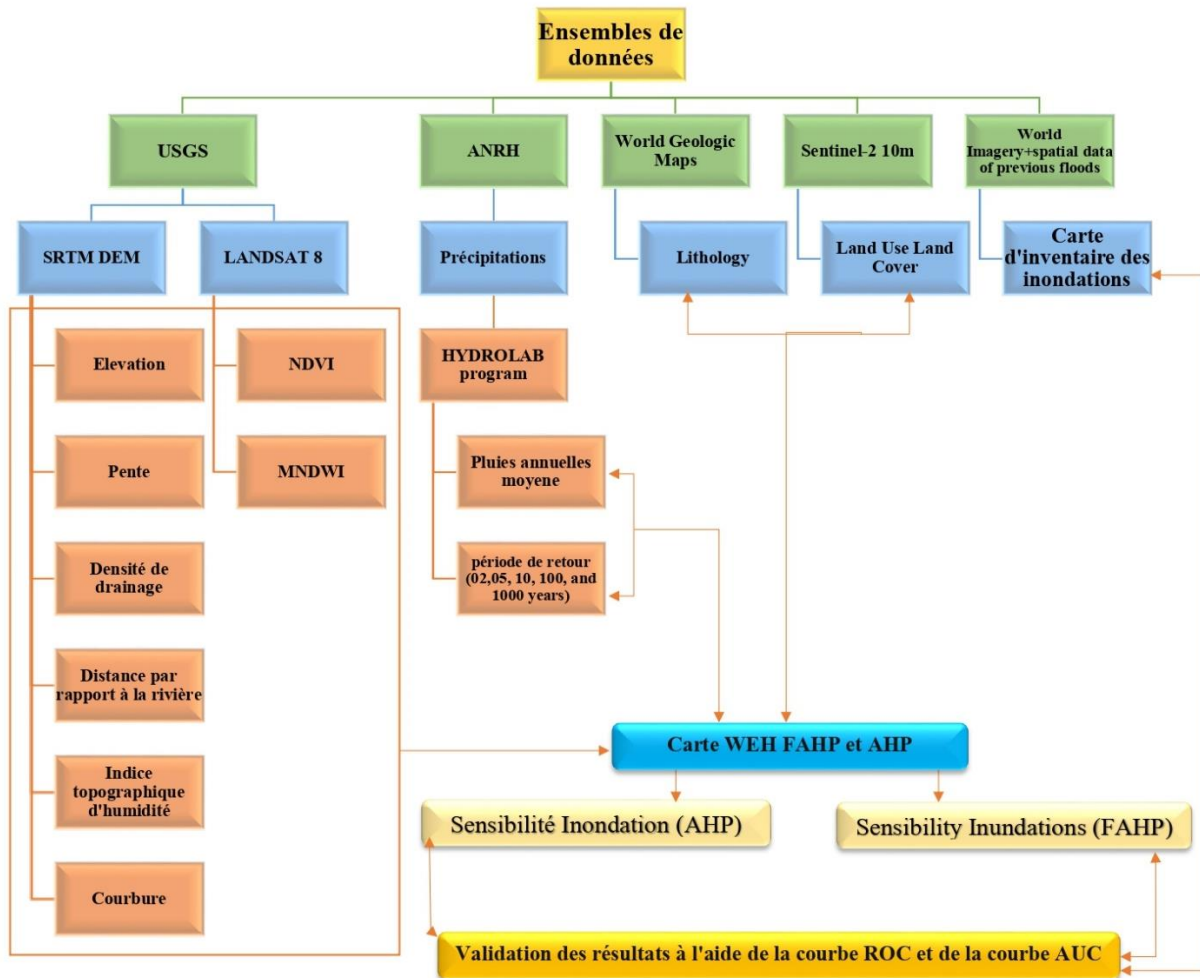 Ensembles de
données
USGS
ANRH
World Geologic
Maps
Sentinel-2 10m
World
Imagery+spatial data
of previous floods
SRTM DEM
LANDSAT 8
Précipitations
Lithology
Land Use Land
Cover
Carte
d'inventaire des
inondations
Elevation
NDVI
HYDROLAB
program
Pente
MNDWI
Pluies annuelles
moyene
Densité de
drainage
période de retour
(02,05, 10, 100, and
1000 years)
Distance par
rapport à la rivière
Indice
topographique
d'humidité
Courbure
Carte WEH FAHP et AHP
Sensibilité Inondation (AHP)
Sensibility Inundations (FAHP)
Validation des résultats à l'aide de la courbe ROC et de la courbe AUC